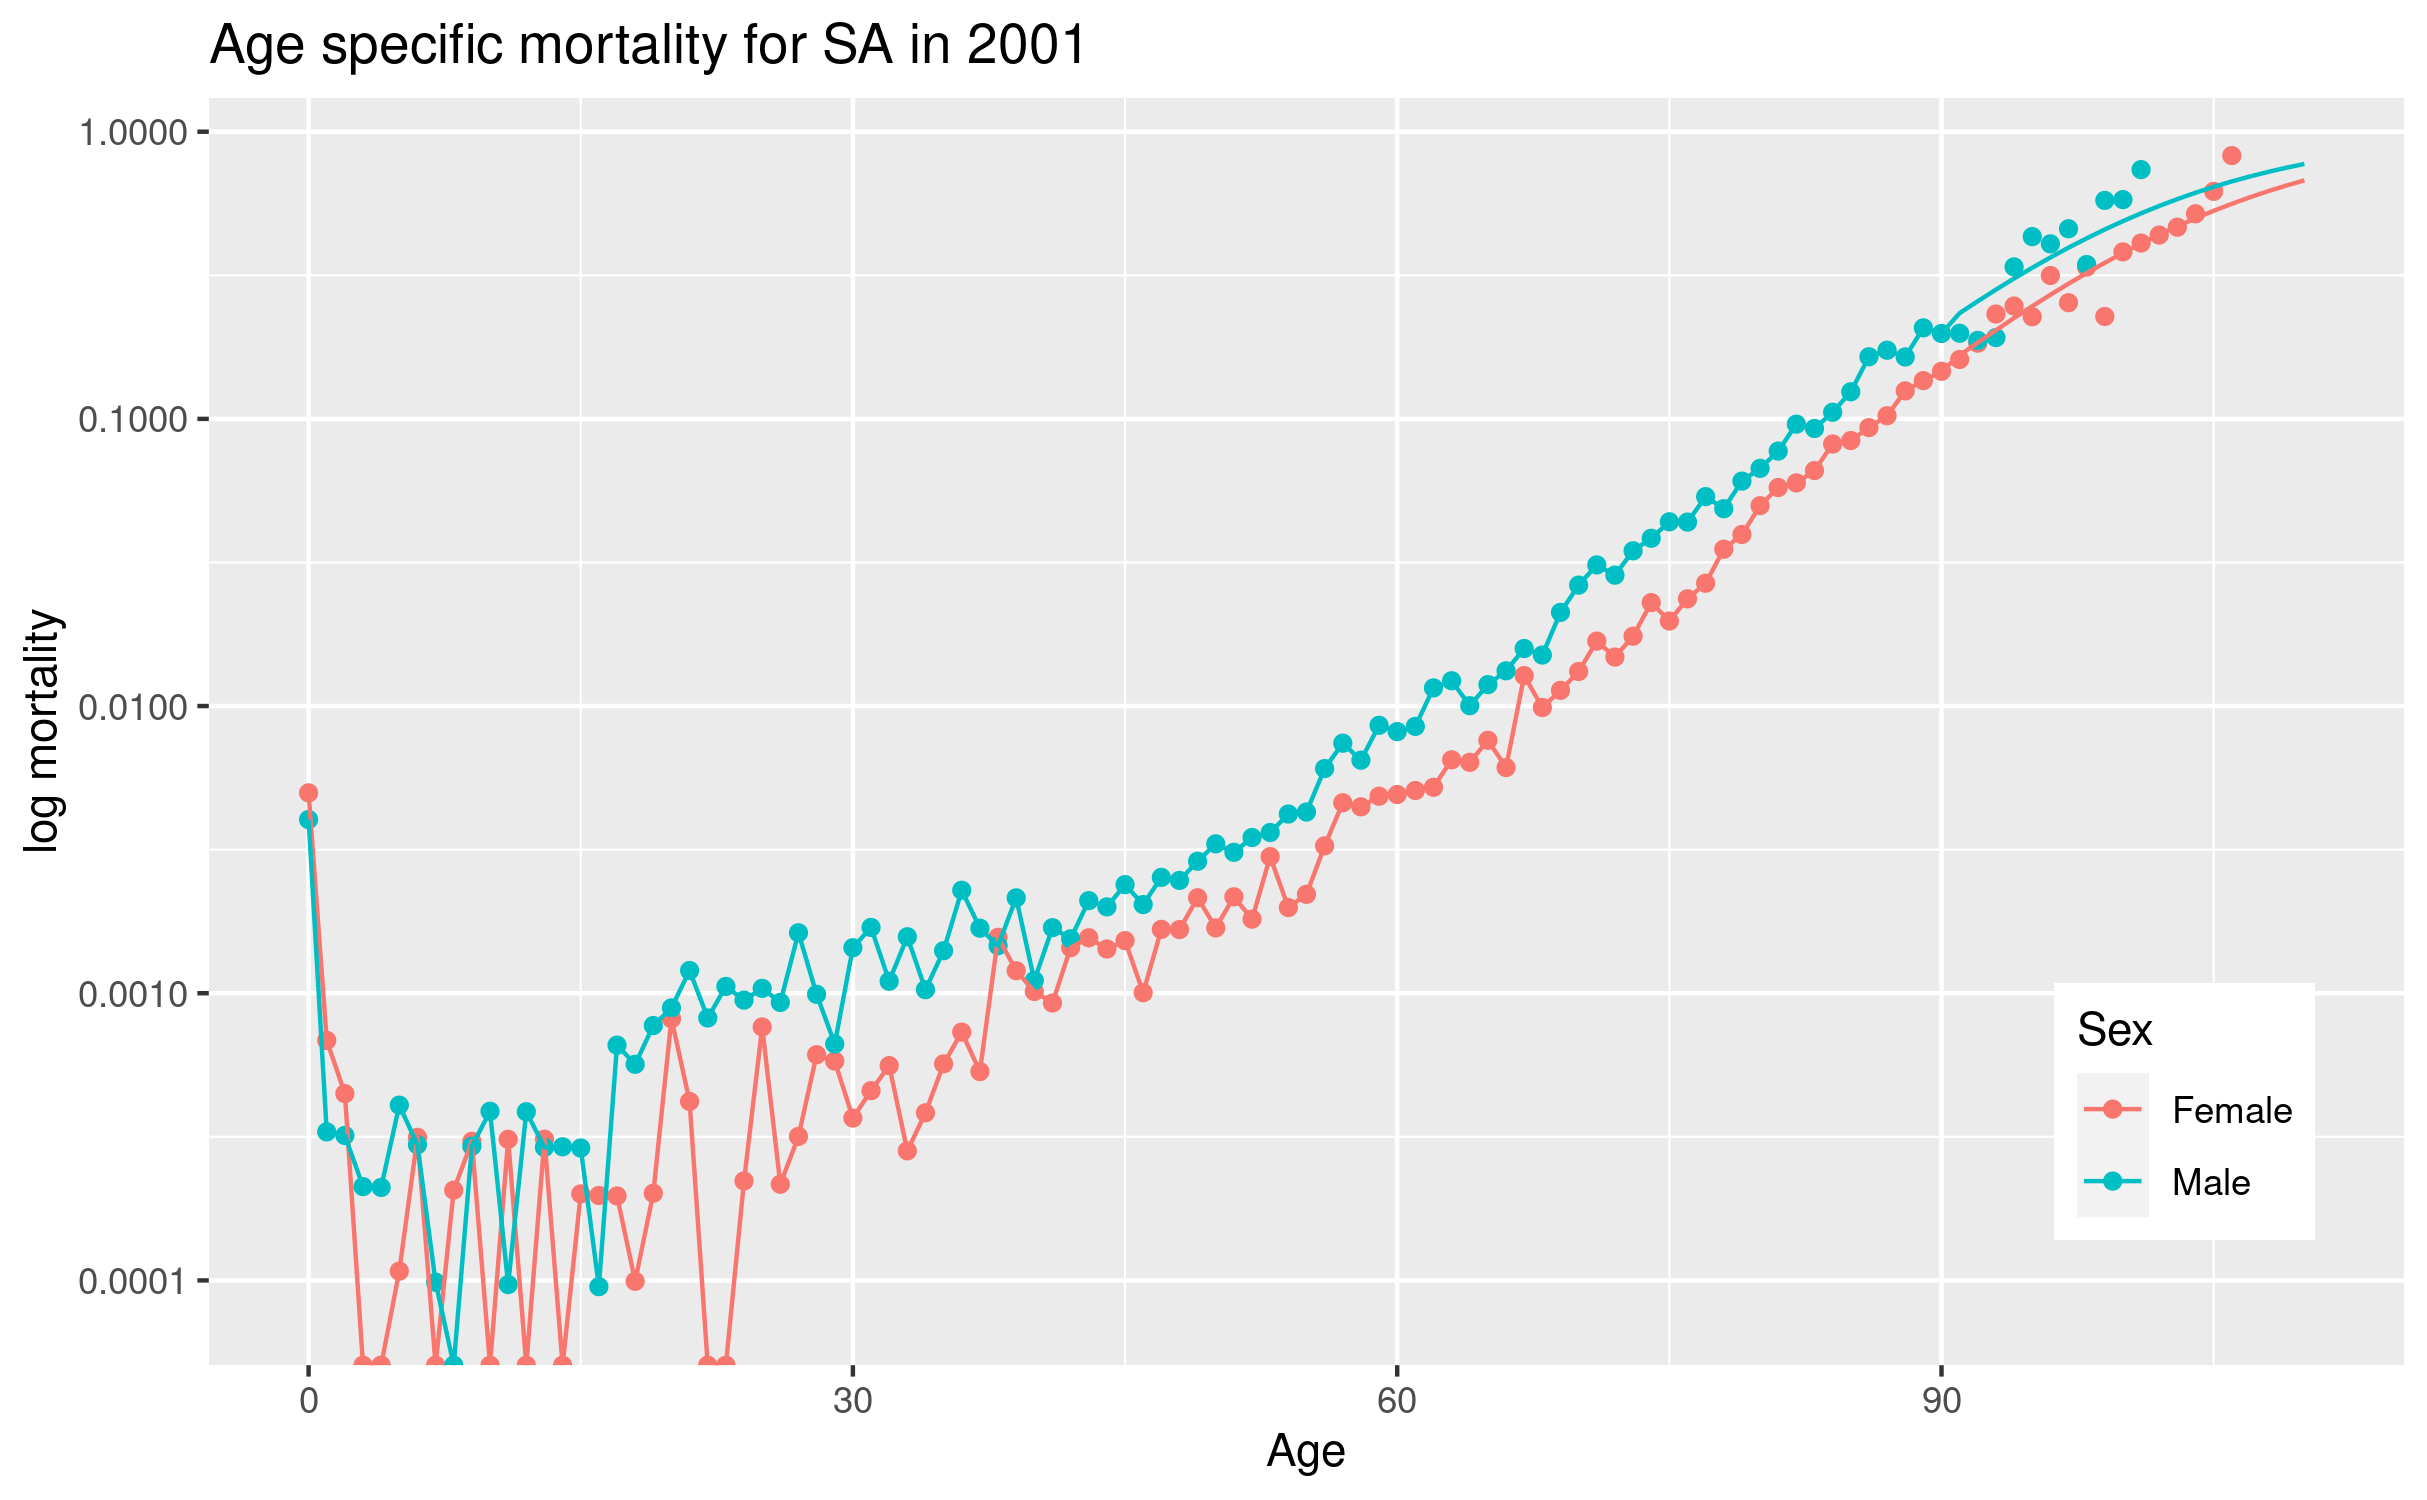 Age specific mortality for SA in 2001
1.0000
0.1000
0.0100
0.0010
0.0001
log mortality
0
30
60
90
Age
Sex
Female
Male